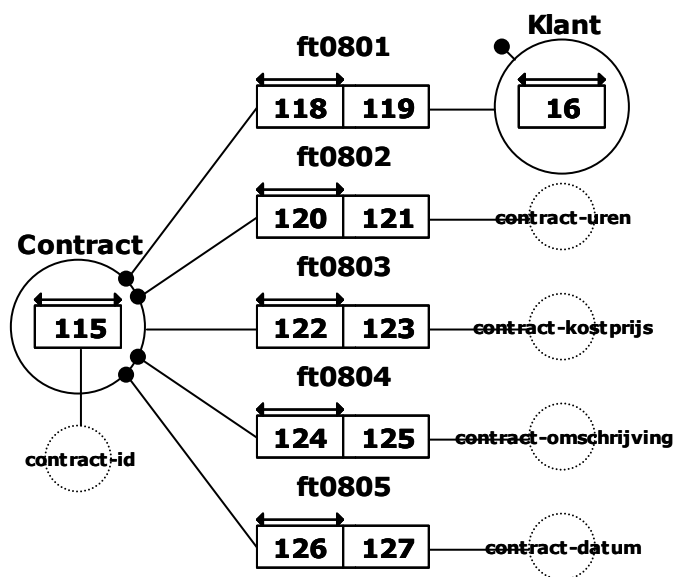 Klant
ft0801
118 119
16
ft0802
120 121
contract-uren
Contract
ft0803
115
122 123
contract-kostprijs
ft0804
124 125
contract-omschrijving
contract-id
ft0805
126 127
contract-datum